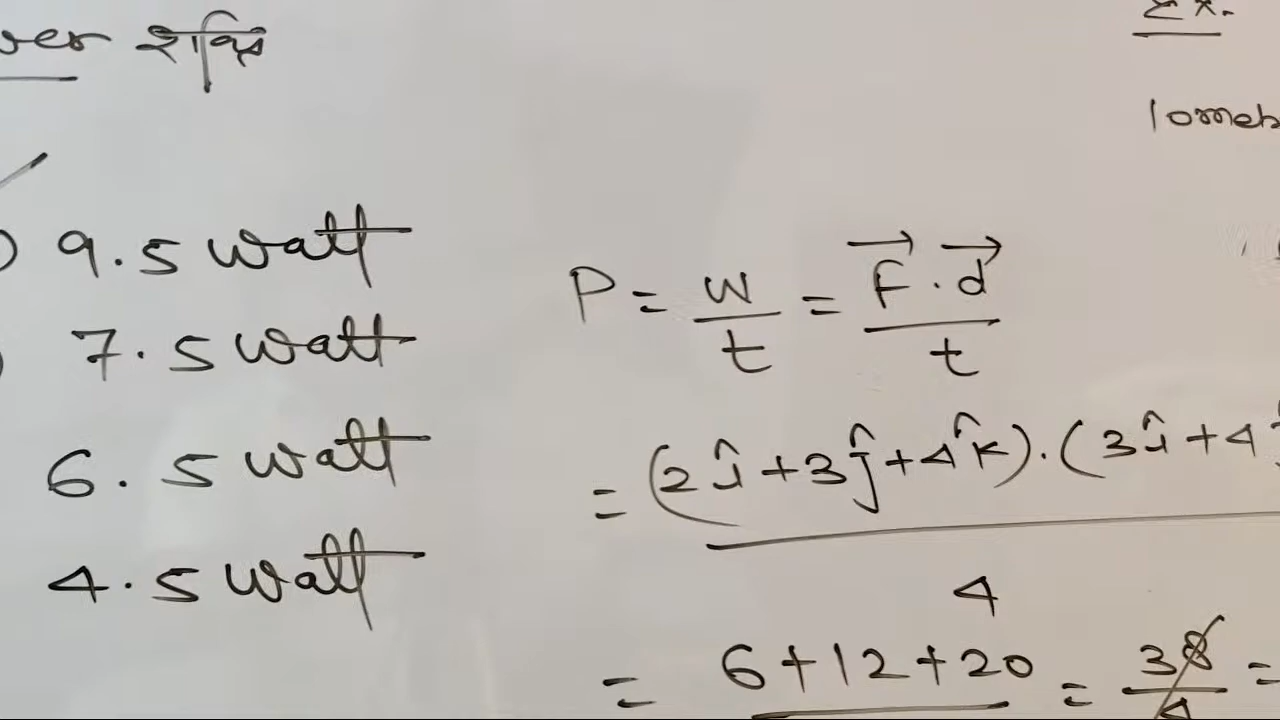 शक्ति
Ex.
9.5 watt
7.5 watt
6.5 watt
4.5 watt
P = W/t = F⃗.d⃗/t
= (2î+3ĵ+4k̂).(3î+4
4
= 6+12+20 = 38/4 =